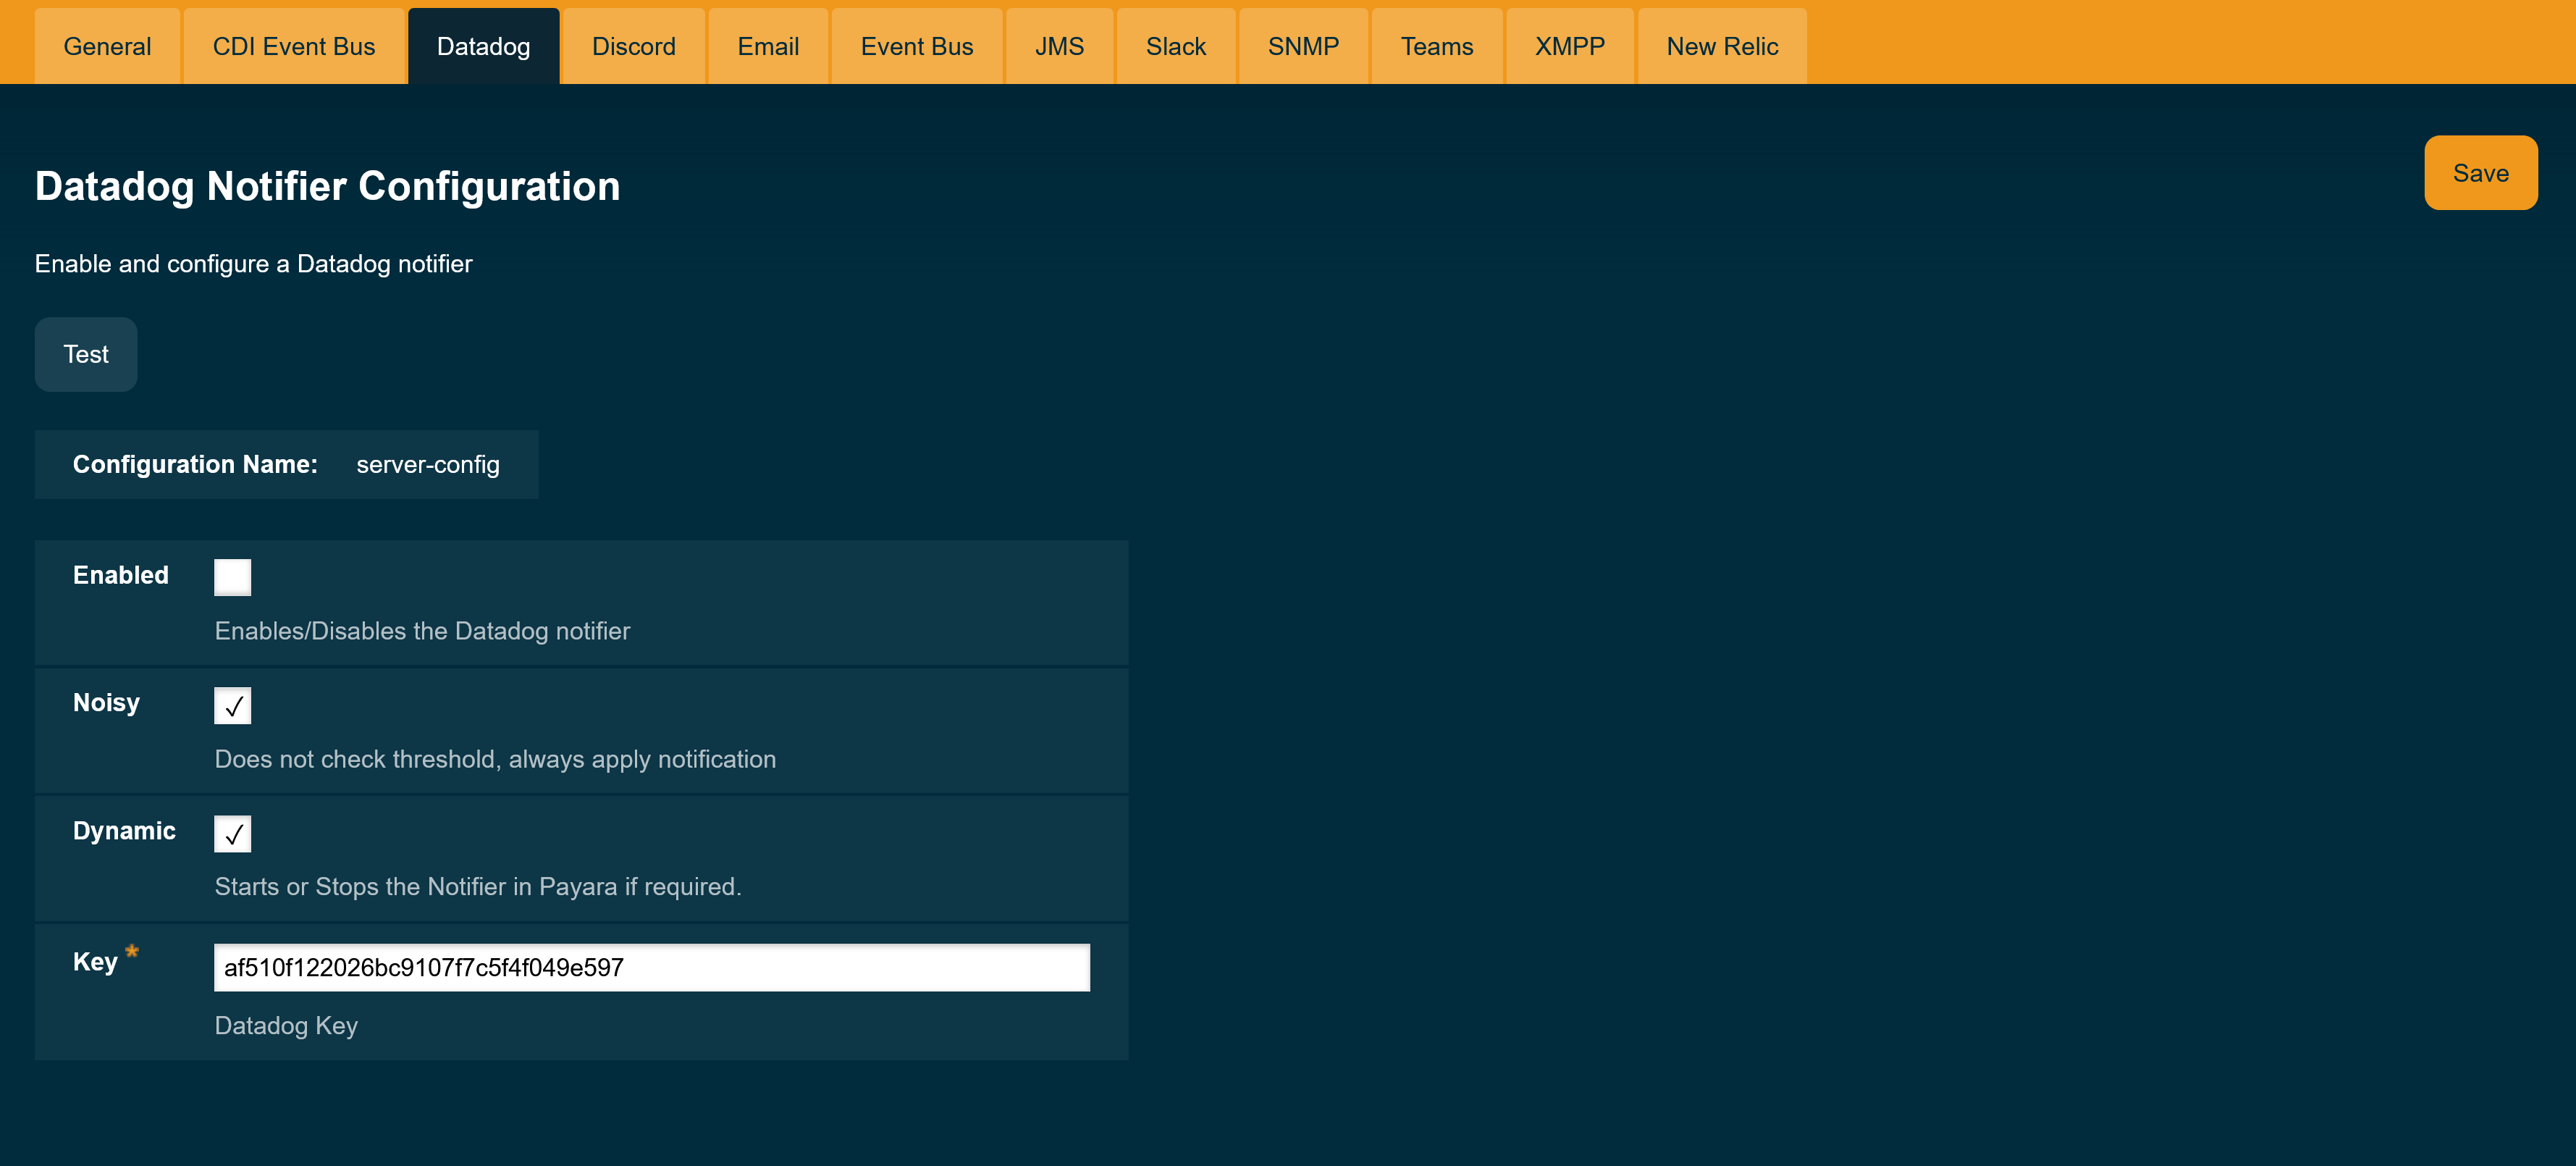 General CDI Event Bus Datadog Discord Email Event Bus JMS Slack SNMP Teams XMPP New Relic
Save
Datadog Notifier Configuration
Enable and configure a Datadog notifier
Test
Configuration Name: server-config
Enabled
Enables/Disables the Datadog notifier
Noisy ✓
Does not check threshold, always apply notification
Dynamic ✓
Starts or Stops the Notifier in Payara if required.
Key * af510f122026bc9107f7c5f4f049e597
Datadog Key